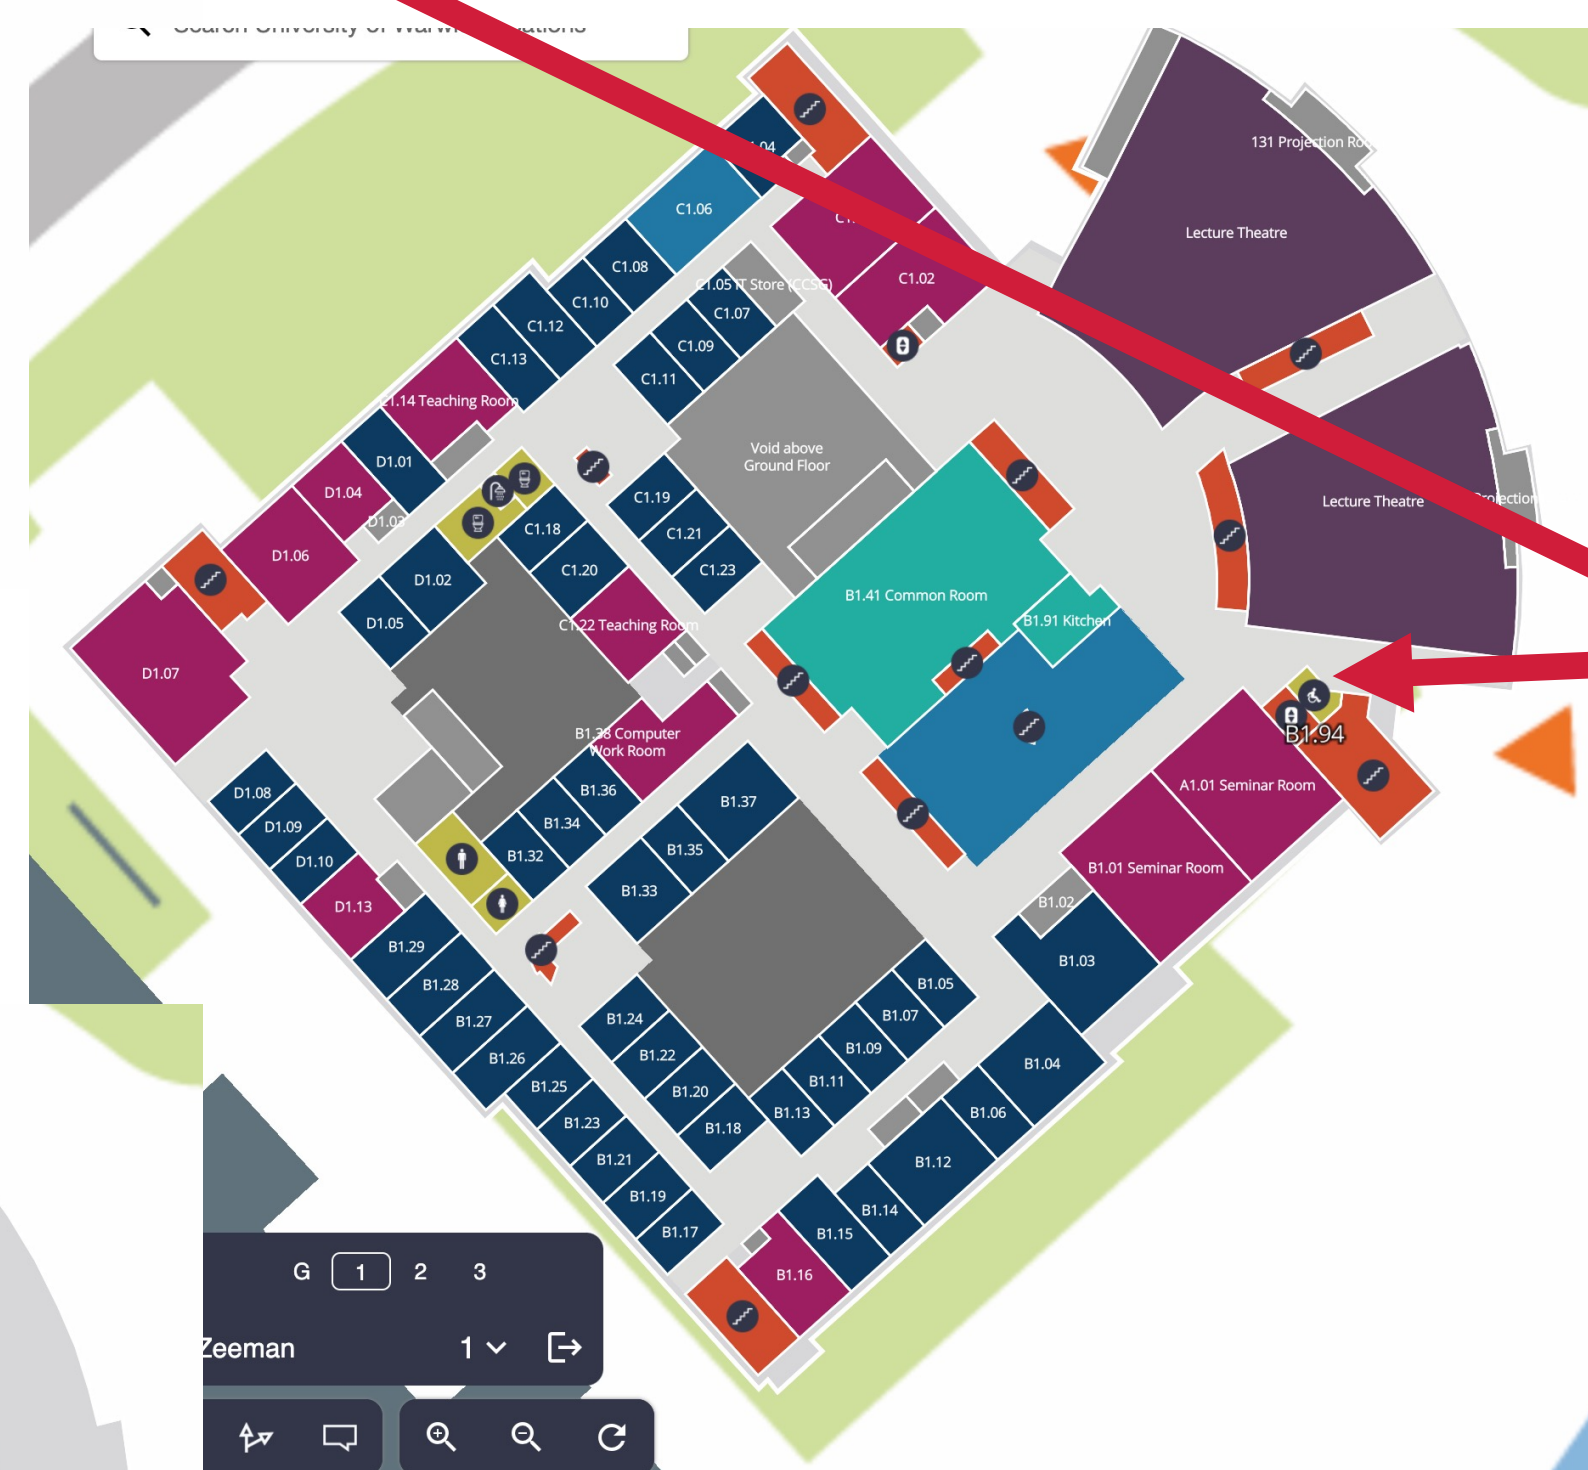 131 Projection Ro
Lecture Theatre
C1.06
C1.02
C1.08
C1.05 IT Store (CCSG)
C1.10
C1.07
C1.12
C1.09
C1.13
C1.11
C1.14 Teaching Room
Void above
Ground Floor
D1.01
D1.04
C1.19
Lecture Theatre
D1.03
C1.18
C1.21
D1.06
C1.20
C1.23
D1.02
B1.41 Common Room
D1.05
C1.22 Teaching Room
B1.91 Kitchen
D1.07
B1.38 Computer
Work Room
B1.94
A1.01 Seminar Room
D1.08
B1.36
B1.37
D1.09
B1.34
D1.10
B1.32
B1.35
B1.01 Seminar Room
B1.33
D1.13
B1.02
B1.29
B1.03
B1.28
B1.05
B1.27
B1.24
B1.07
B1.26
B1.22
B1.09
B1.04
B1.25
B1.20
B1.11
B1.23
B1.18
B1.13
B1.06
B1.21
B1.12
B1.19
B1.14
B1.17
B1.15
B1.16
G 1 2 3
Zeeman 1